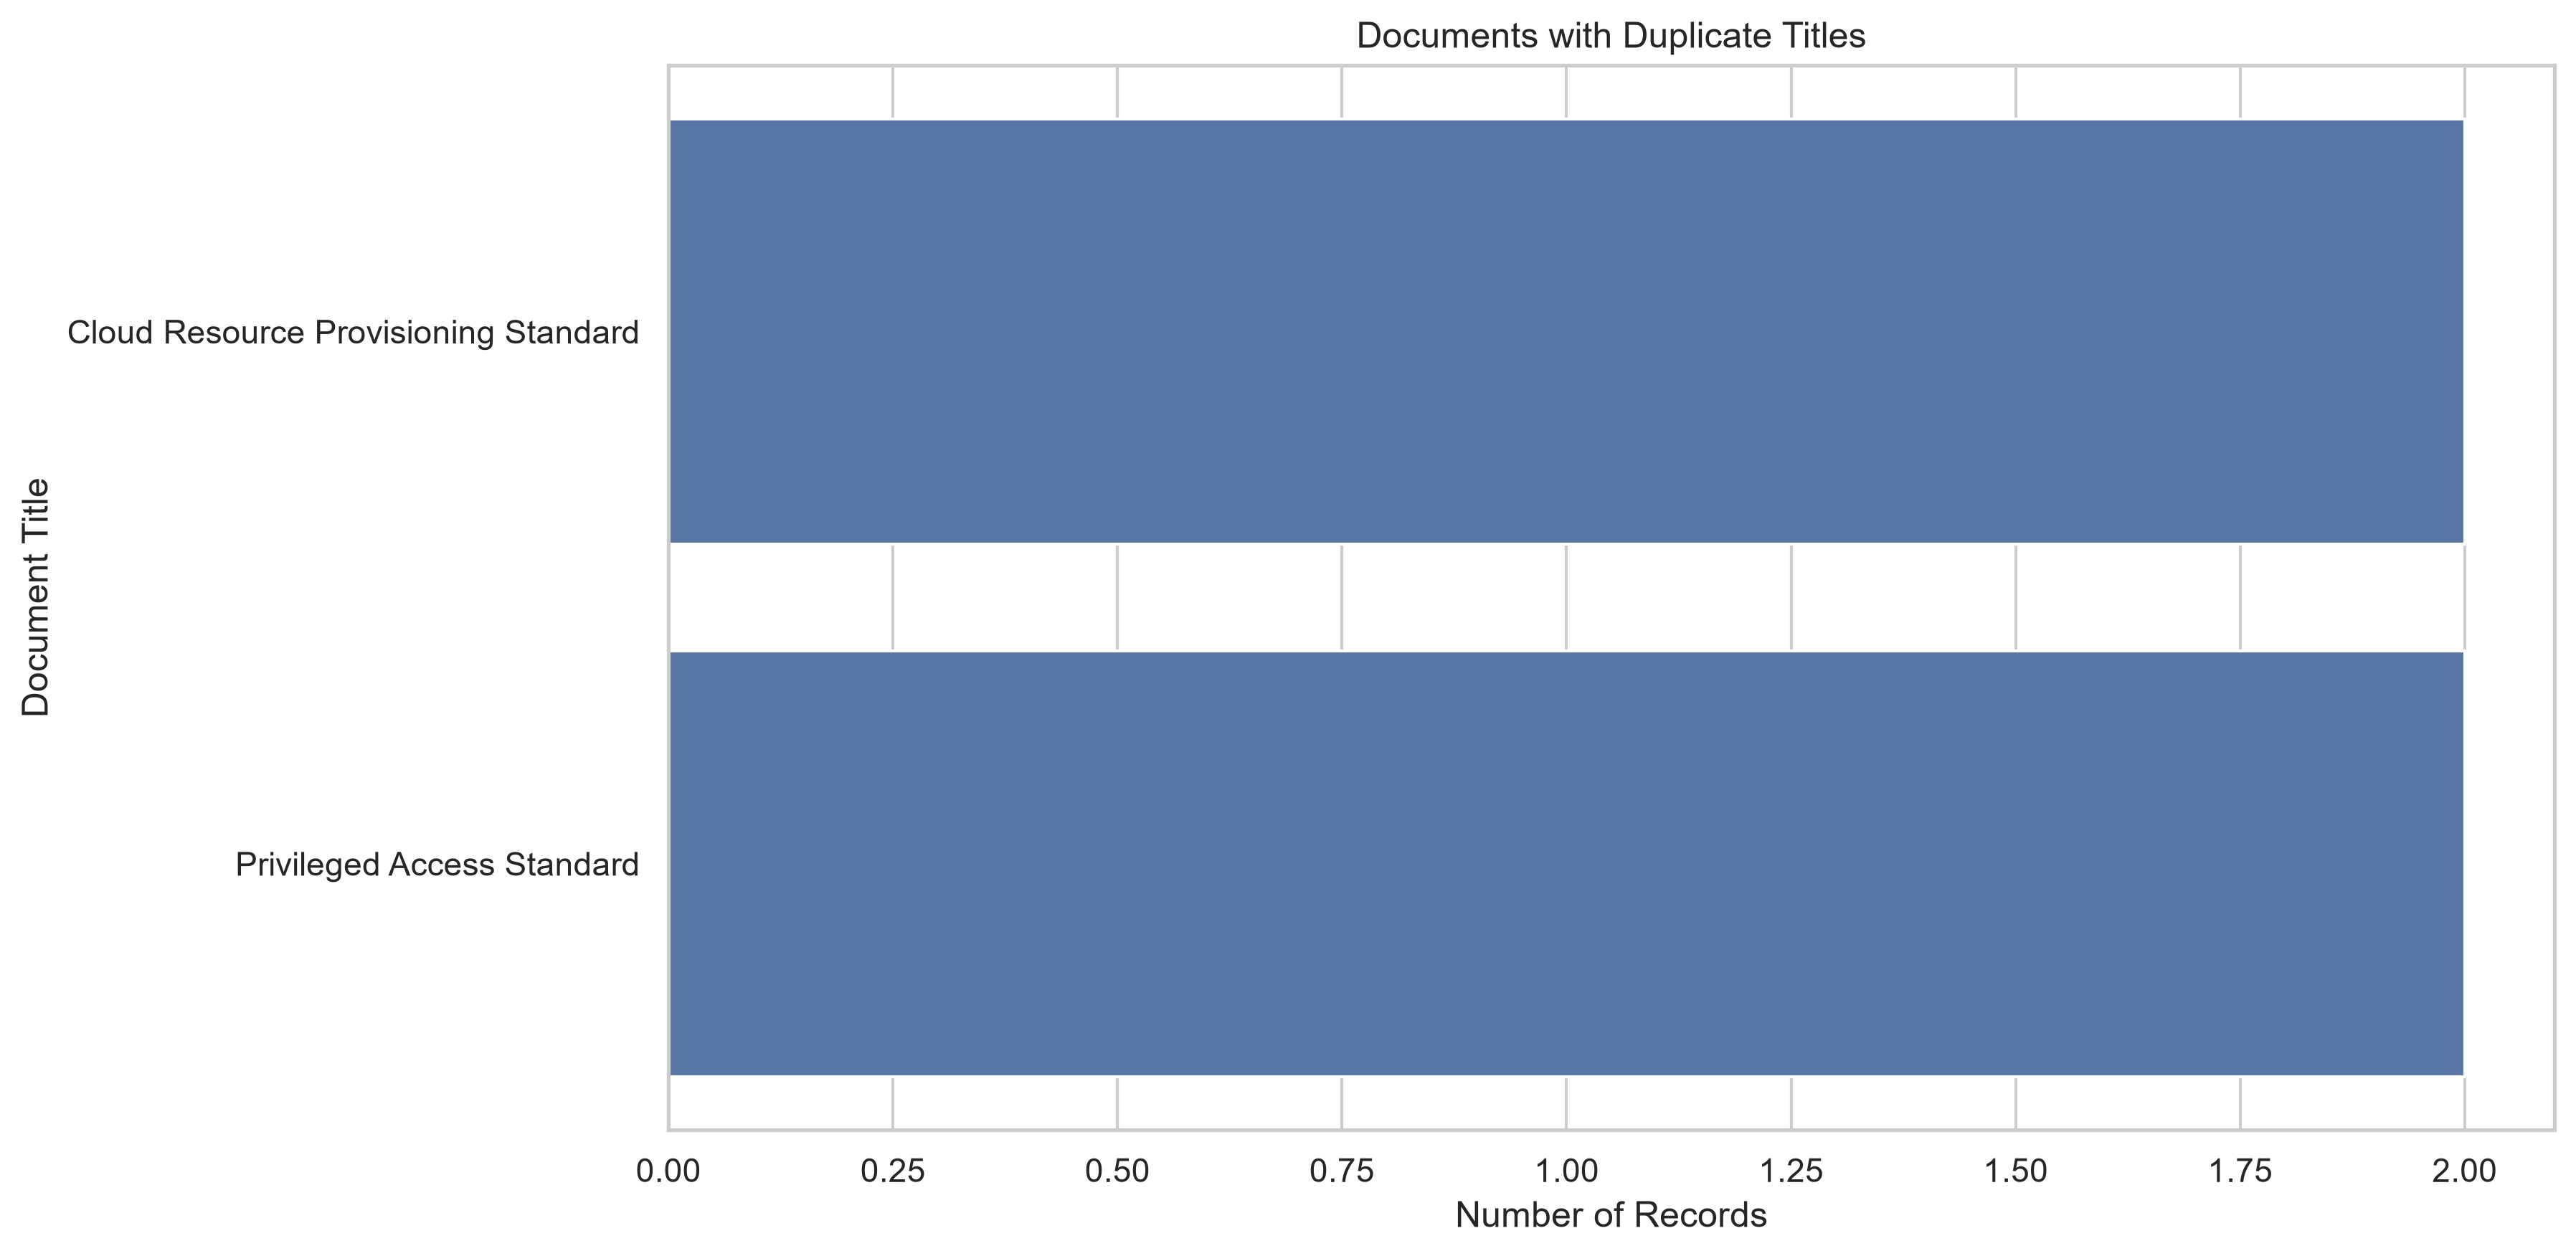 Documents with Duplicate Titles
Document Title
Cloud Resource Provisioning Standard
Privileged Access Standard
0.00 0.25 0.50 0.75 1.00 1.25 1.50 1.75 2.00
Number of Records